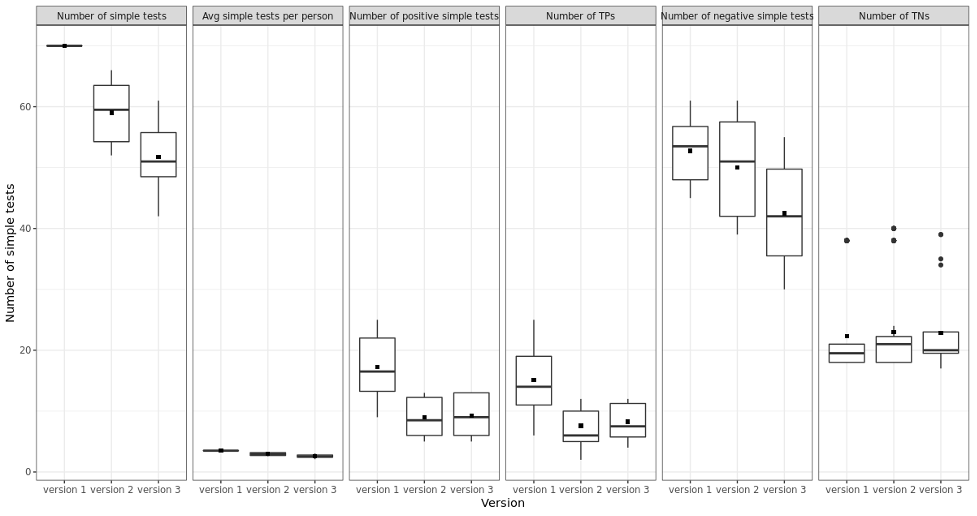 Number of simple tests
Avg simple tests per person
Number of positive simple tests
Number of TPs
Number of negative simple tests
Number of TNs
Number of simple tests
60
40
20
0
version 1 version 2 version 3
version 1 version 2 version 3
version 1 version 2 version 3
version 1 version 2 version 3
version 1 version 2 version 3
version 1 version 2 version 3
Version